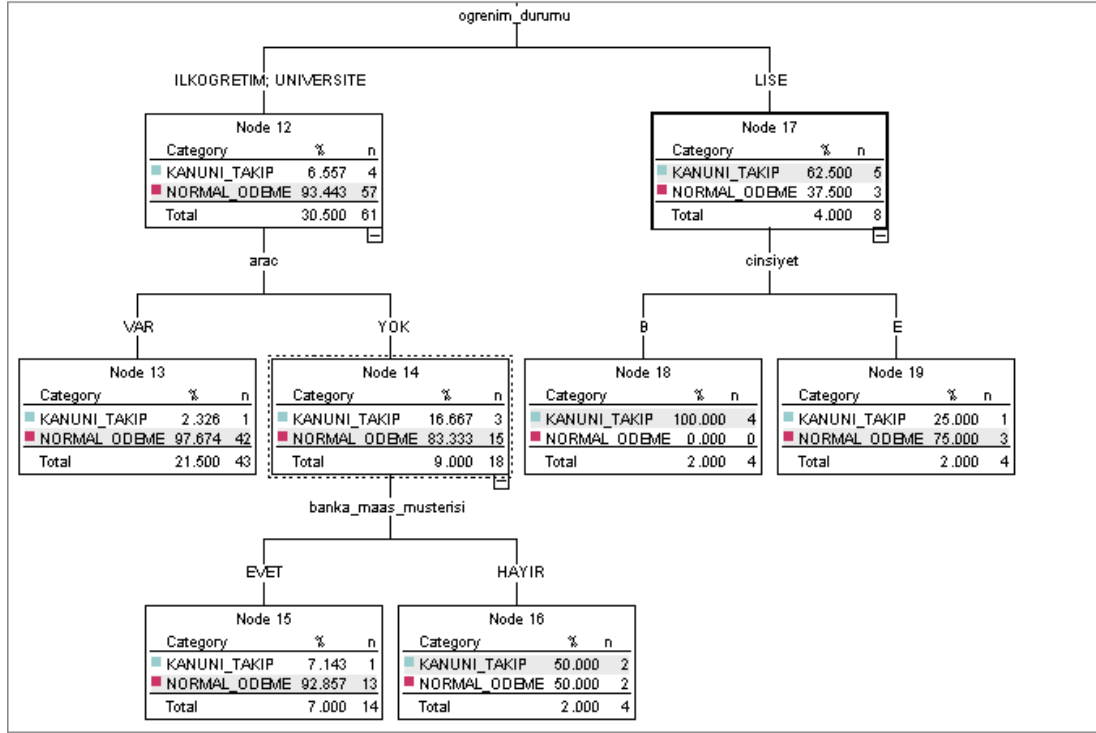 ogrenim_durumu
ILKOGRETIM; UNIVERSITE
LISE
Node 12
Category % n
KANUNI_TAKIP 6.557 4
NORMAL_ODEME 93.443 57
Total 30.500 61
Node 17
Category % n
KANUNI_TAKIP 62.500 5
NORMAL_ODEME 37.500 3
Total 4.000 8
arac
cinsiyet
VAR
YOK
B
E
Node 13
Category % n
KANUNI_TAKIP 2.326 1
NORMAL_ODEME 97.674 42
Total 21.500 43
Node 14
Category % n
KANUNI_TAKIP 16.667 3
NORMAL_ODEME 83.333 15
Total 9.000 18
Node 18
Category % n
KANUNI_TAKIP 100.000 4
NORMAL_ODEME 0.000 0
Total 2.000 4
Node 19
Category % n
KANUNI_TAKIP 25.000 1
NORMAL_ODEME 75.000 3
Total 2.000 4
banka_maas_musterisi
EVET
HAYIR
Node 15
Category % n
KANUNI_TAKIP 7.143 1
NORMAL_ODEME 92.857 13
Total 7.000 14
Node 16
Category % n
KANUNI_TAKIP 50.000 2
NORMAL_ODEME 50.000 2
Total 2.000 4